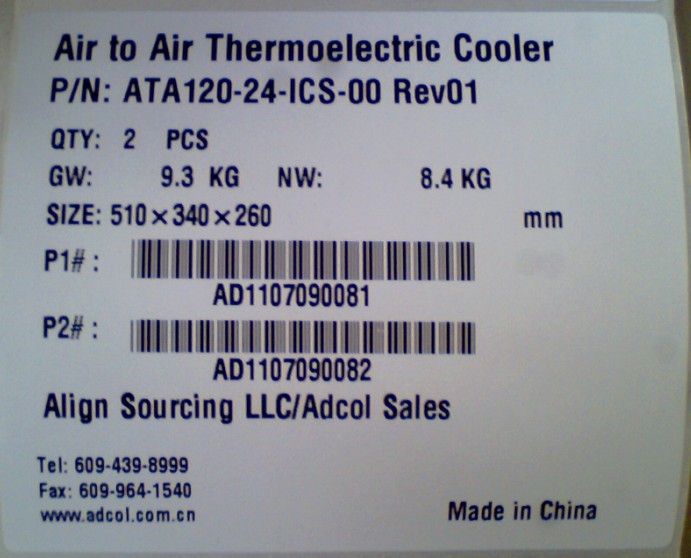 Air to Air Thermoelectric Cooler
P/N: ATA120-24-ICS-00 Rev01
QTY: 2 PCS
GW: 9.3 KG NW: 8.4 KG
SIZE: 510×340×260 mm
P1#:
AD1107090081
P2#:
AD1107090082
Align Sourcing LLC/Adcol Sales
Tel: 609-439-8999
Fax: 609-964-1540
www.adcol.com.cn
Made in China